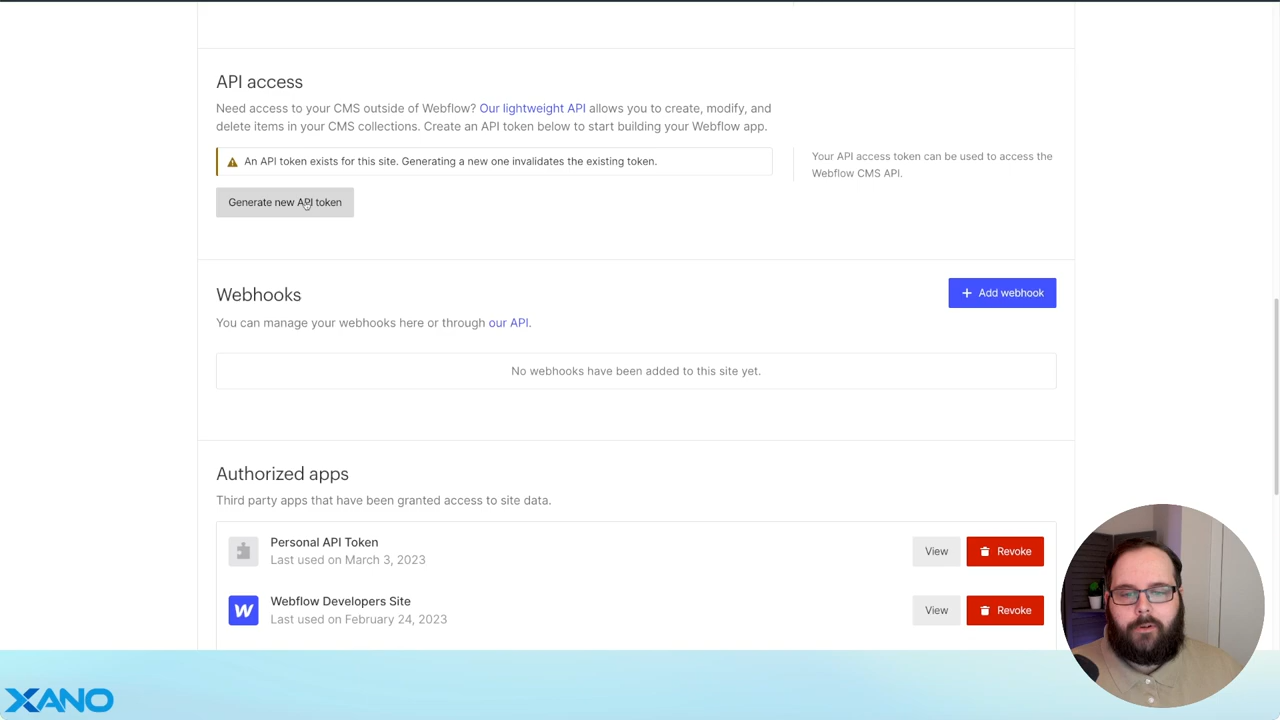 API access
Need access to your CMS outside of Webflow? Our lightweight API allows you to create, modify, and
delete items in your CMS collections. Create an API token below to start building your Webflow app.
An API token exists for this site. Generating a new one invalidates the existing token.
Your API access token can be used to access the
Webflow CMS API.
Generate new API token
Webhooks
+ Add webhook
You can manage your webhooks here or through our API.
No webhooks have been added to this site yet.
Authorized apps
Third party apps that have been granted access to site data.
Personal API Token
Last used on March 3, 2023
View
Revoke
Webflow Developers Site
Last used on February 24, 2023
View
Revoke
XANO